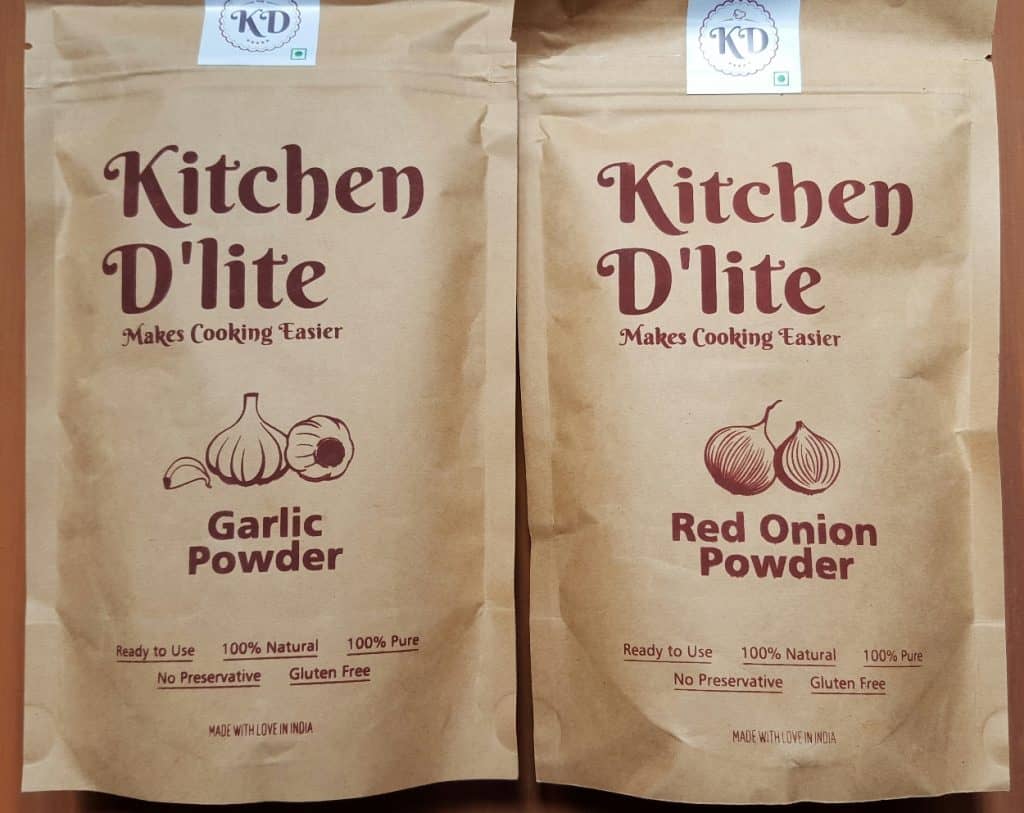 KD
Kitchen
D'lite
Makes Cooking Easier
Garlic
Powder
Ready to Use 100% Natural 100% Pure
No Preservative Gluten Free
MADE WITH LOVE IN INDIA
KD
Kitchen
D'lite
Makes Cooking Easier
Red Onion
Powder
Ready to Use 100% Natural 100% Pure
No Preservative Gluten Free
MADE WITH LOVE IN INDIA